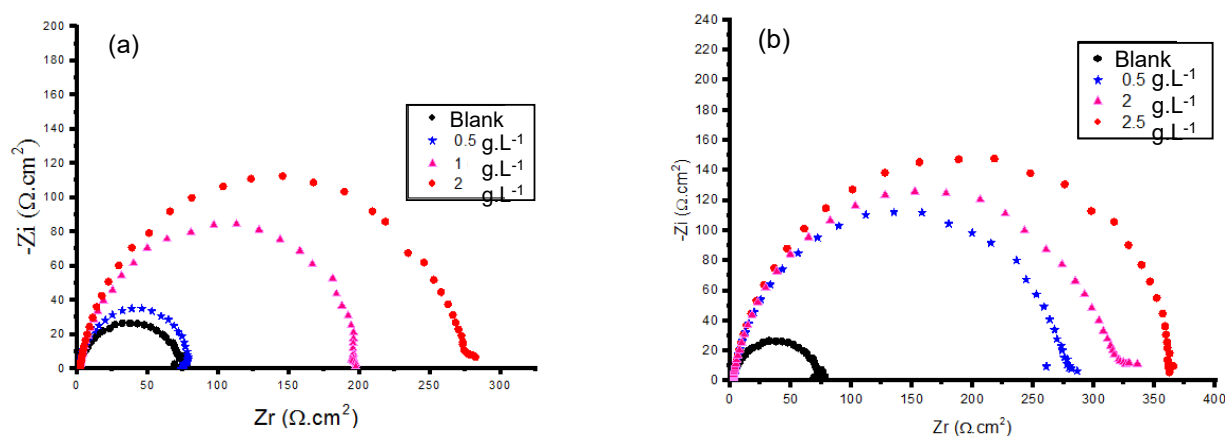 (a)
200
180
160
140
120
100
80
60
40
20
0
-Zi (Ω.cm²)
0 50 100 150 200 250 300
Zr (Ω.cm²)
Blank
0.5 g.L⁻¹
1 g.L⁻¹
2 g.L⁻¹
(b)
240
220
200
180
160
140
120
100
80
60
40
20
0
-Zi (Ω.cm²)
0 50 100 150 200 250 300 350 400
Zr (Ω.cm²)
Blank
0.5 g.L⁻¹
2 g.L⁻¹
2.5 g.L⁻¹